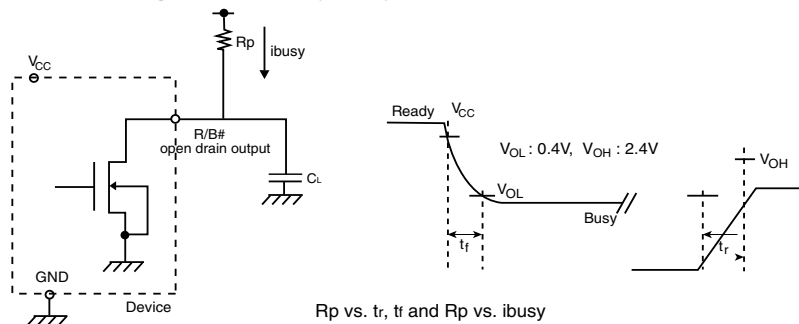 Rp
ibusy
VCC
R/B#
open drain output
CL
GND
Device
Ready
VCC
VOL : 0.4V, VOH : 2.4V
VOH
VOL
Busy
tf
tr
Rp vs. tr, tf and Rp vs. ibusy